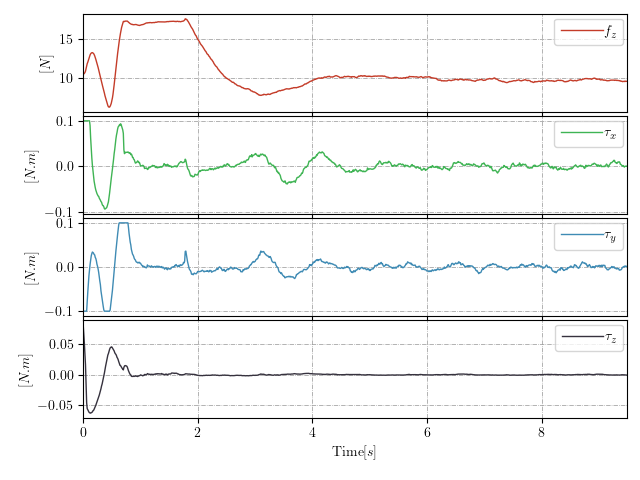 [N]
15
10
f_z
[N.m]
0.1
0.0
−0.1
τ_x
[N.m]
0.1
0.0
−0.1
τ_y
[N.m]
0.05
0.00
−0.05
τ_z
0 2 4 6 8
Time[s]